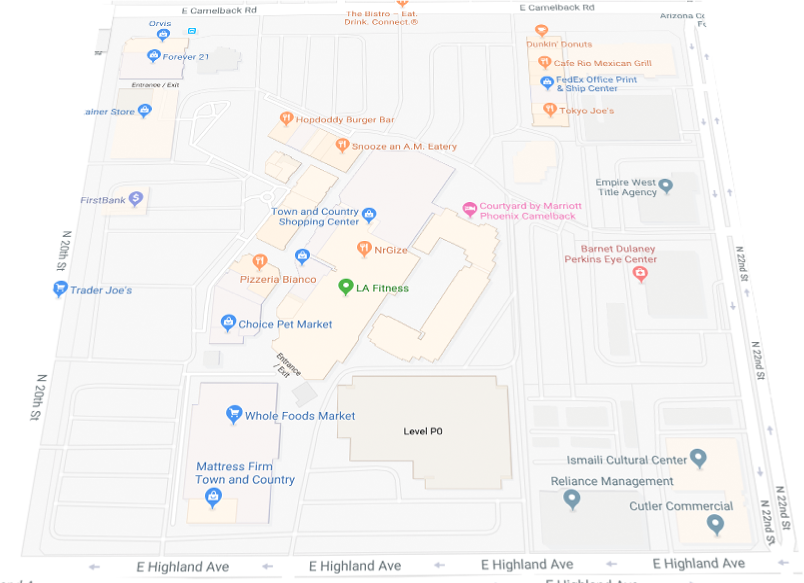 E Camelback Rd
E Camelback Rd
The Bistro – Eat.
Drink. Connect.®
Orvis
Forever 21
Entrance / Exit
ainer Store
Dunkin' Donuts
Cafe Rio Mexican Grill
FedEx Office Print
& Ship Center
Tokyo Joe's
Hopdoddy Burger Bar
Snooze an A.M. Eatery
FirstBank
Town and Country
Shopping Center
Courtyard by Marriott
Phoenix Camelback
Empire West
Title Agency
N 20th St
NrGize
Pizzeria Bianco
Barnet Dulaney
Perkins Eye Center
N 22nd St
Trader Joe's
LA Fitness
Choice Pet Market
Entrance
/ Exit
N 22nd St
N 20th St
Whole Foods Market
Level P0
Mattress Firm
Town and Country
Ismaili Cultural Center
Reliance Management
Cutler Commercial
N 22nd St
N 22nd St
E Highland Ave
E Highland Ave
E Highland Ave
E Highland Ave